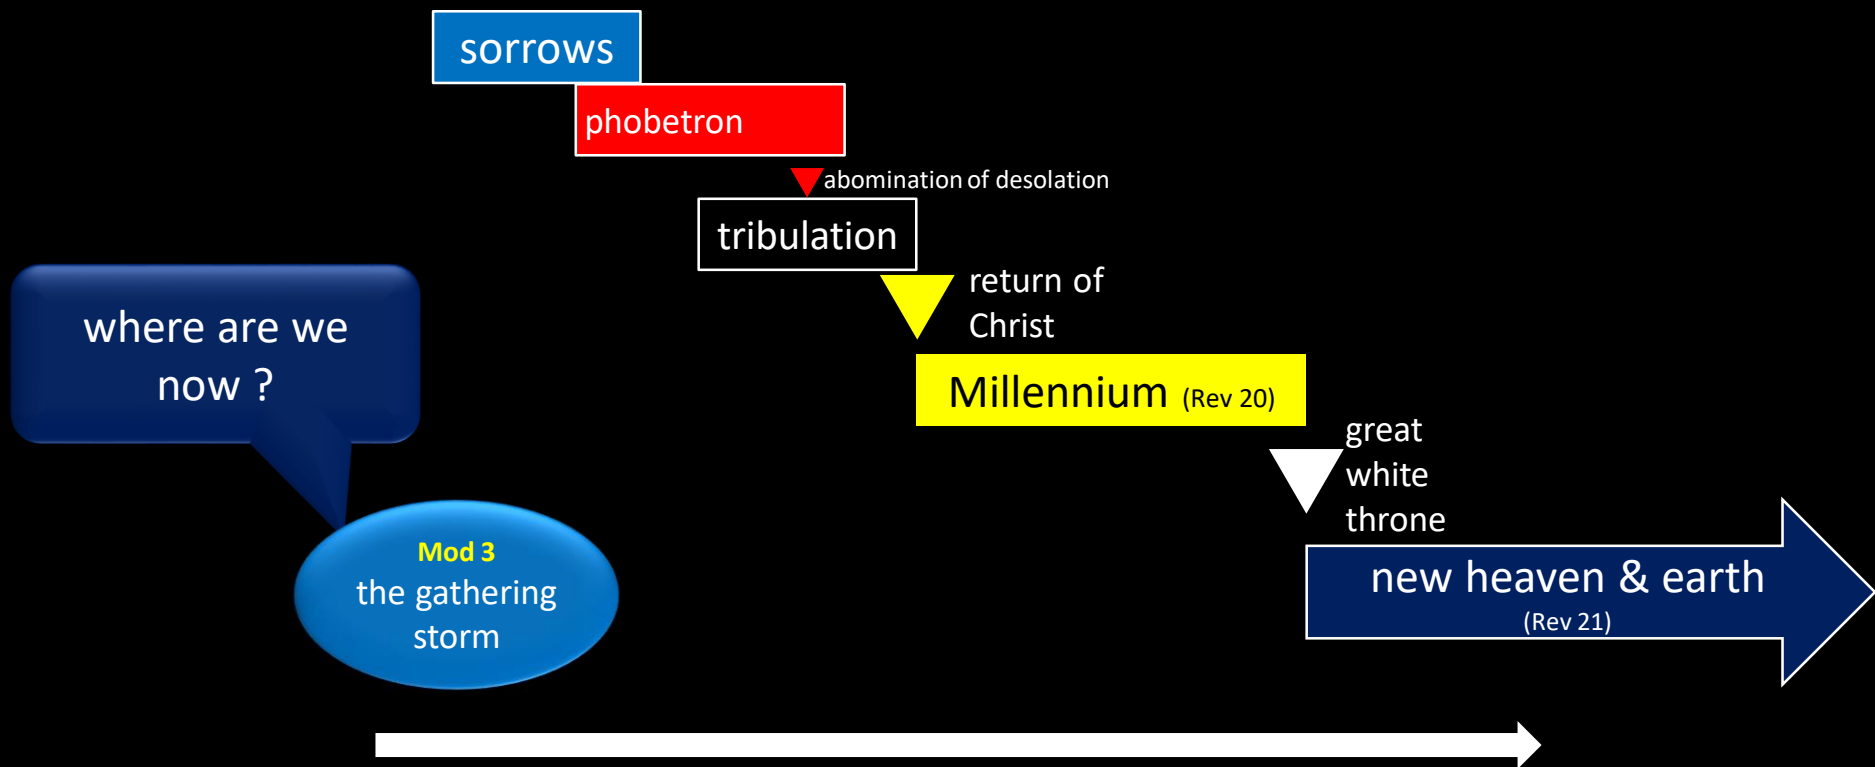 sorrows
phobetron
abomination of desolation
tribulation
return of
Christ
where are we
now ?
Millennium (Rev 20)
great
white
throne
Mod 3
the gathering
storm
new heaven & earth
(Rev 21)